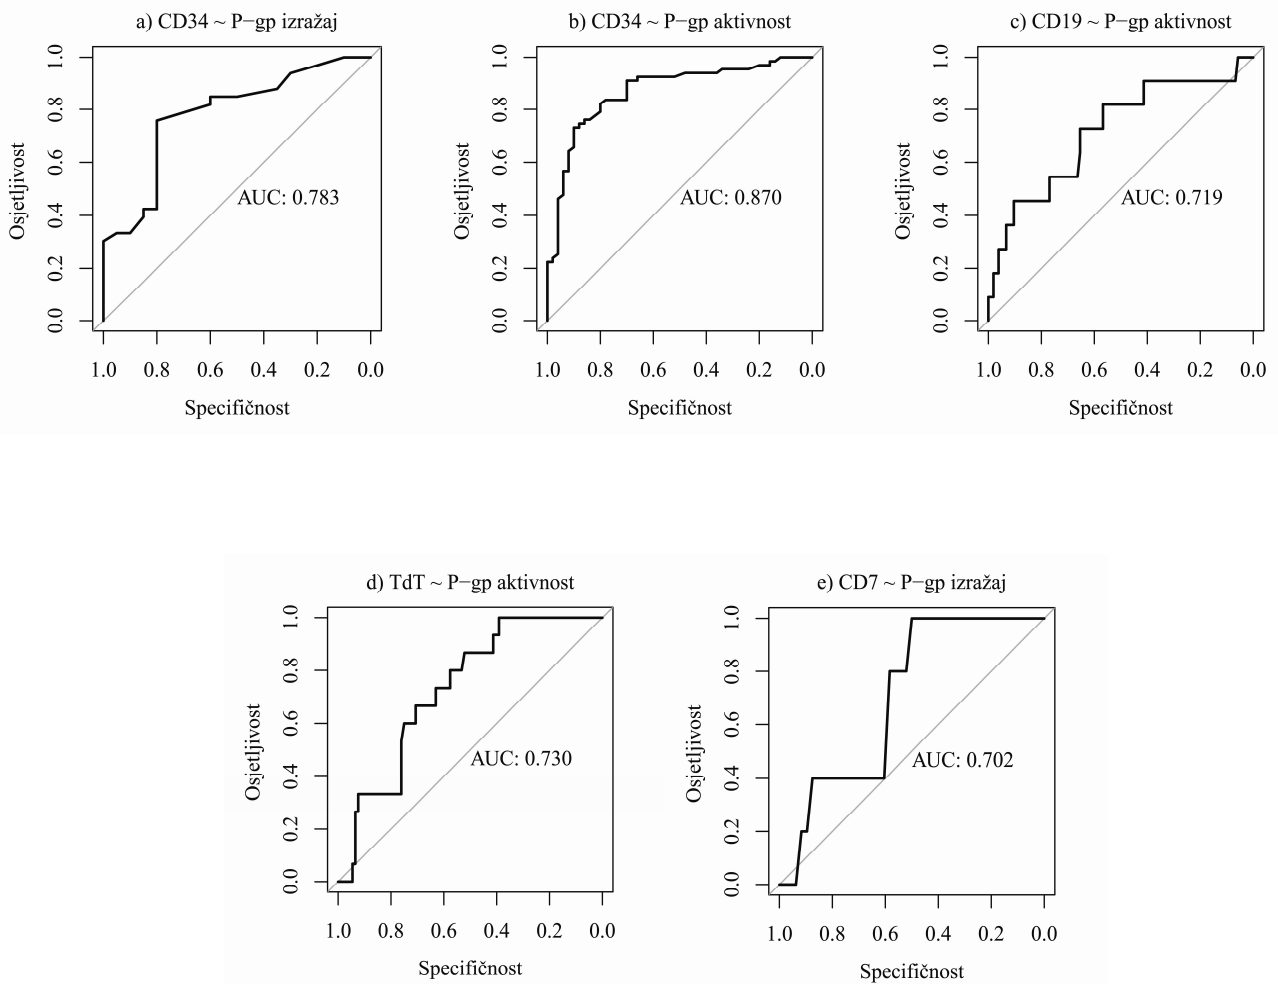 a) CD34 ~ P−gp izražaj
Osjetljivost
1.0
0.8
0.6
0.4
0.2
0.0
AUC: 0.783
1.0 0.8 0.6 0.4 0.2 0.0
Specifičnost
b) CD34 ~ P−gp aktivnost
Osjetljivost
1.0
0.8
0.6
0.4
0.2
0.0
AUC: 0.870
1.0 0.8 0.6 0.4 0.2 0.0
Specifičnost
c) CD19 ~ P−gp aktivnost
Osjetljivost
1.0
0.8
0.6
0.4
0.2
0.0
AUC: 0.719
1.0 0.8 0.6 0.4 0.2 0.0
Specifičnost
d) TdT ~ P−gp aktivnost
Osjetljivost
1.0
0.8
0.6
0.4
0.2
0.0
AUC: 0.730
1.0 0.8 0.6 0.4 0.2 0.0
Specifičnost
e) CD7 ~ P−gp izražaj
Osjetljivost
1.0
0.8
0.6
0.4
0.2
0.0
AUC: 0.702
1.0 0.8 0.6 0.4 0.2 0.0
Specifičnost